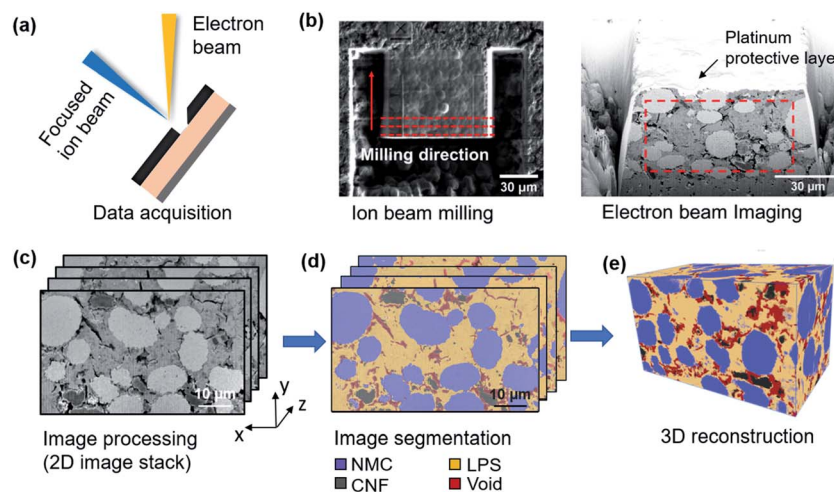 (a)
Electron
beam
Focused
ion beam
Data acquisition
(b)
Milling direction
30 µm
Ion beam milling
Platinum
protective layer
30 µm
Electron beam Imaging
(c)
10 µm
y
z
x
Image processing
(2D image stack)
(d)
10 µm
Image segmentation
NMC
LPS
CNF
Void
(e)
3D reconstruction